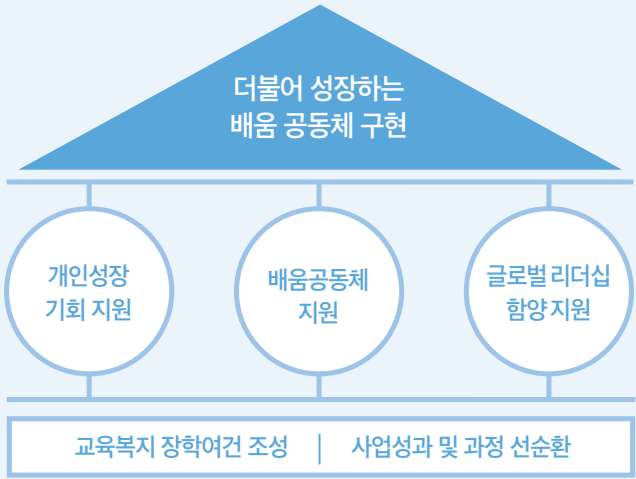 더불어 성장하는
배움 공동체 구현
개인성장
기회 지원
배움공동체
지원
글로벌 리더십
함양 지원
교육복지 장학여건 조성 | 사업성과 및 과정 선순환